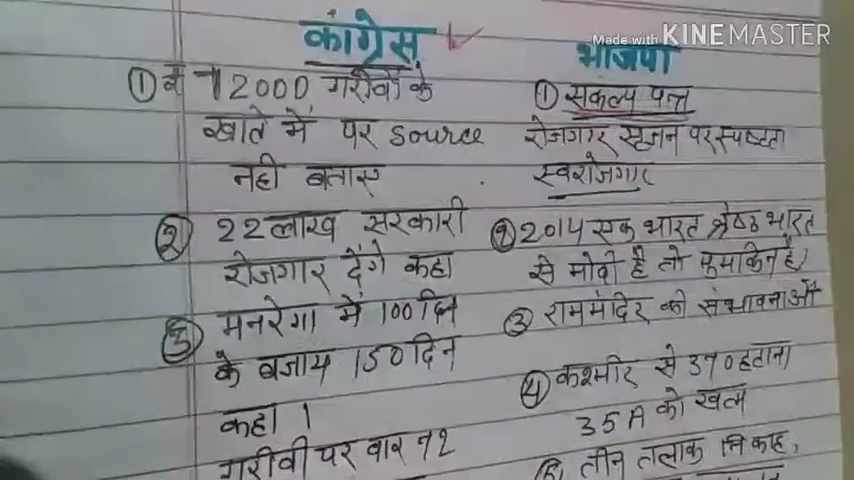 Made with KINEMASTER
कांग्रेस
① ₹ 72000 गरीबों के
खाते में पर source
नही बताए
② 22 लाख सरकारी
रोजगार देंगे कहा
③ मनरेगा में 100 दिन
के बजाय 150 दिन
कहा ।
गरीवी पर वार 72
भाजपा
① संकल्प पत्र
रोजगार सृजन पर स्पष्टता
स्वरोजगार
② 2014 एक भारत श्रेष्ठ भारत
से मोदी है तो मुमकिन है।
③ राममंदिर की संभावनाओं
④ कश्मीर से 370 हटाना
35 A को खत्म
तीन तलाक निकाह,